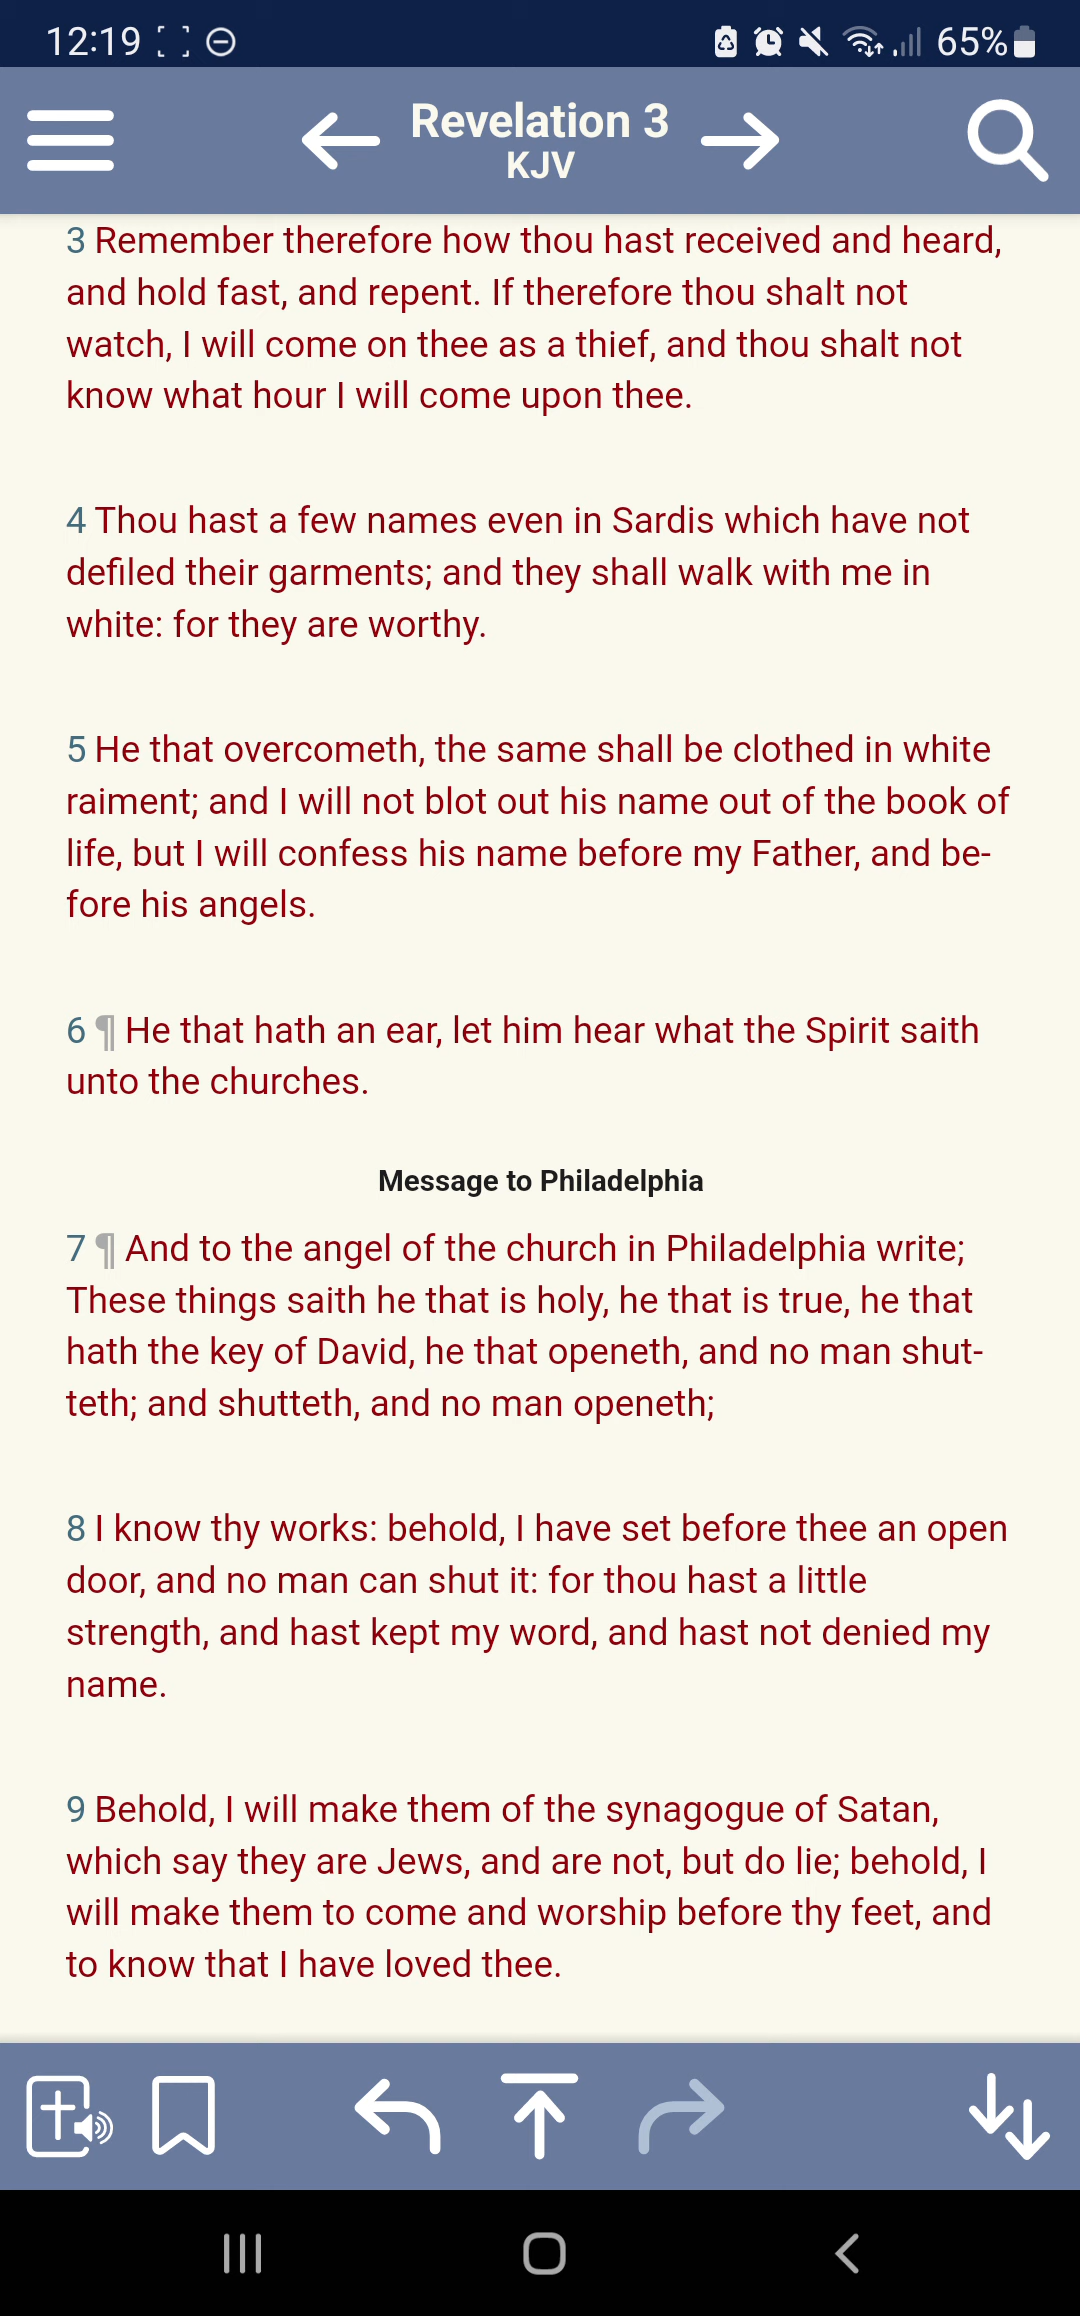 12:19
65%
Revelation 3
KJV
3 Remember therefore how thou hast received and heard,
and hold fast, and repent. If therefore thou shalt not
watch, I will come on thee as a thief, and thou shalt not
know what hour I will come upon thee.
4 Thou hast a few names even in Sardis which have not
defiled their garments; and they shall walk with me in
white: for they are worthy.
5 He that overcometh, the same shall be clothed in white
raiment; and I will not blot out his name out of the book of
life, but I will confess his name before my Father, and be-
fore his angels.
6 ¶ He that hath an ear, let him hear what the Spirit saith
unto the churches.
Message to Philadelphia
7 ¶ And to the angel of the church in Philadelphia write;
These things saith he that is holy, he that is true, he that
hath the key of David, he that openeth, and no man shut-
teth; and shutteth, and no man openeth;
8 I know thy works: behold, I have set before thee an open
door, and no man can shut it: for thou hast a little
strength, and hast kept my word, and hast not denied my
name.
9 Behold, I will make them of the synagogue of Satan,
which say they are Jews, and are not, but do lie; behold, I
will make them to come and worship before thy feet, and
to know that I have loved thee.